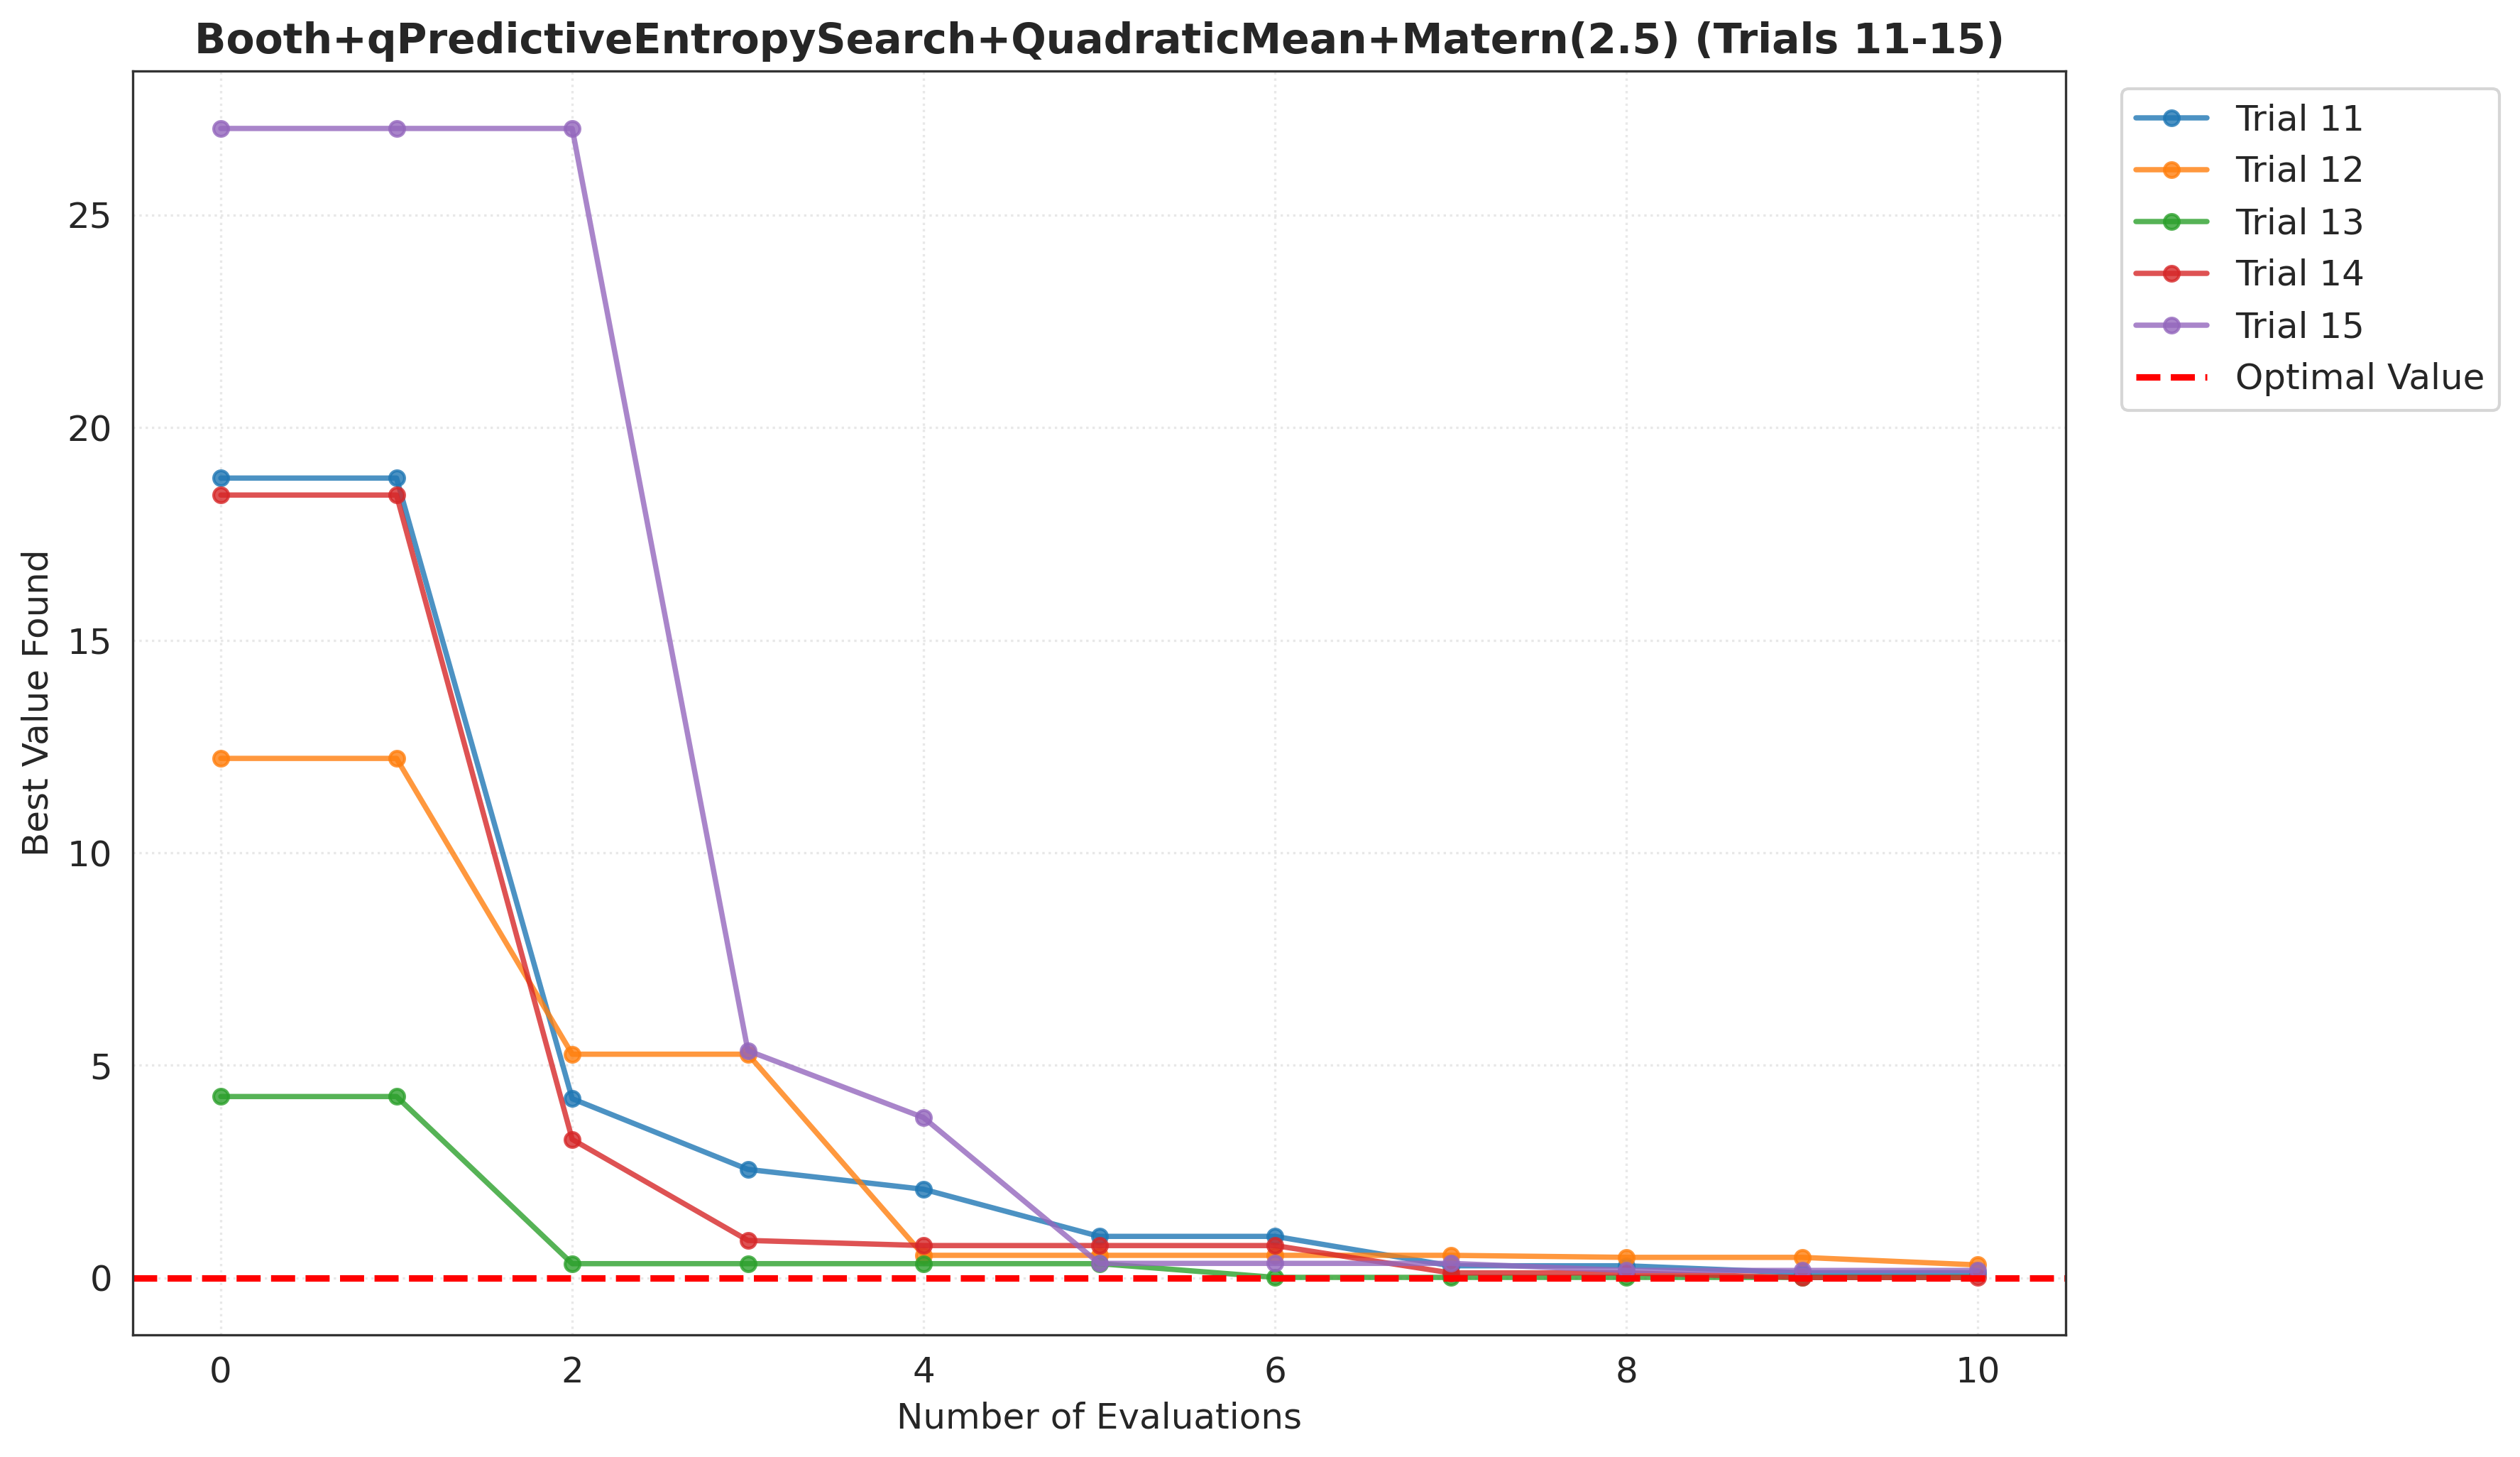 Booth+qPredictiveEntropySearch+QuadraticMean+Matern(2.5) (Trials 11-15)
Trial 11
Trial 12
Trial 13
Trial 14
Trial 15
Optimal Value
Best Value Found
25
20
15
10
5
0
0 2 4 6 8 10
Number of Evaluations